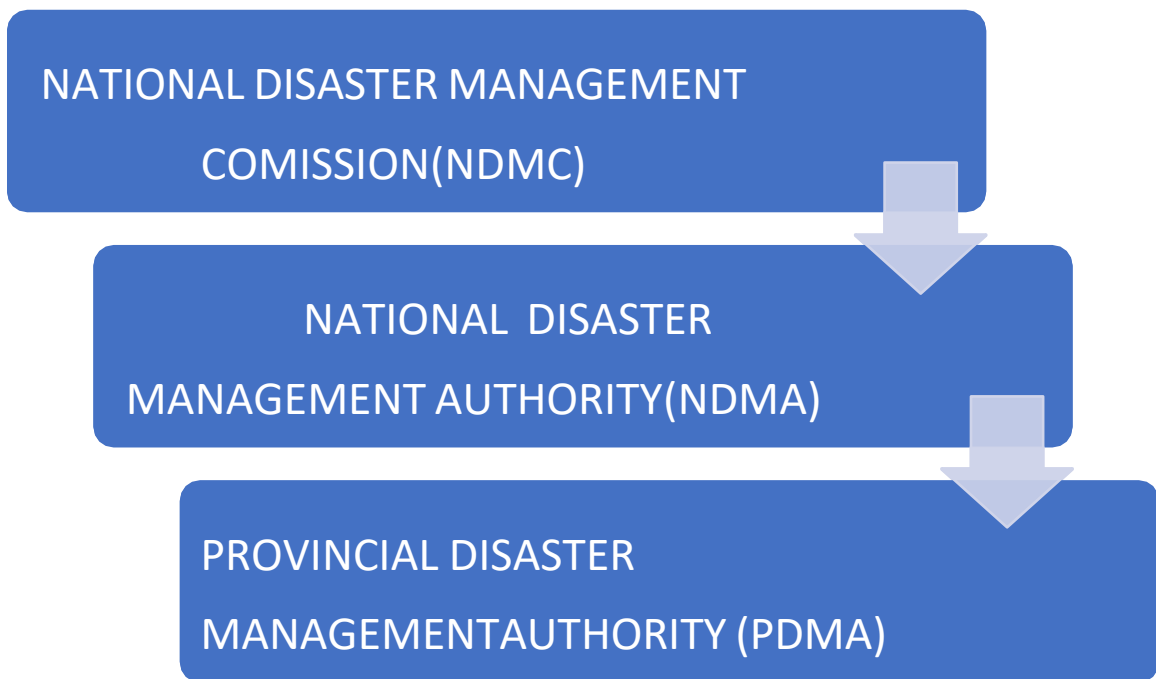 NATIONAL DISASTER MANAGEMENT
COMISSION(NDMC)
NATIONAL  DISASTER
MANAGEMENT AUTHORITY(NDMA)
PROVINCIAL DISASTER
MANAGEMENTAUTHORITY (PDMA)